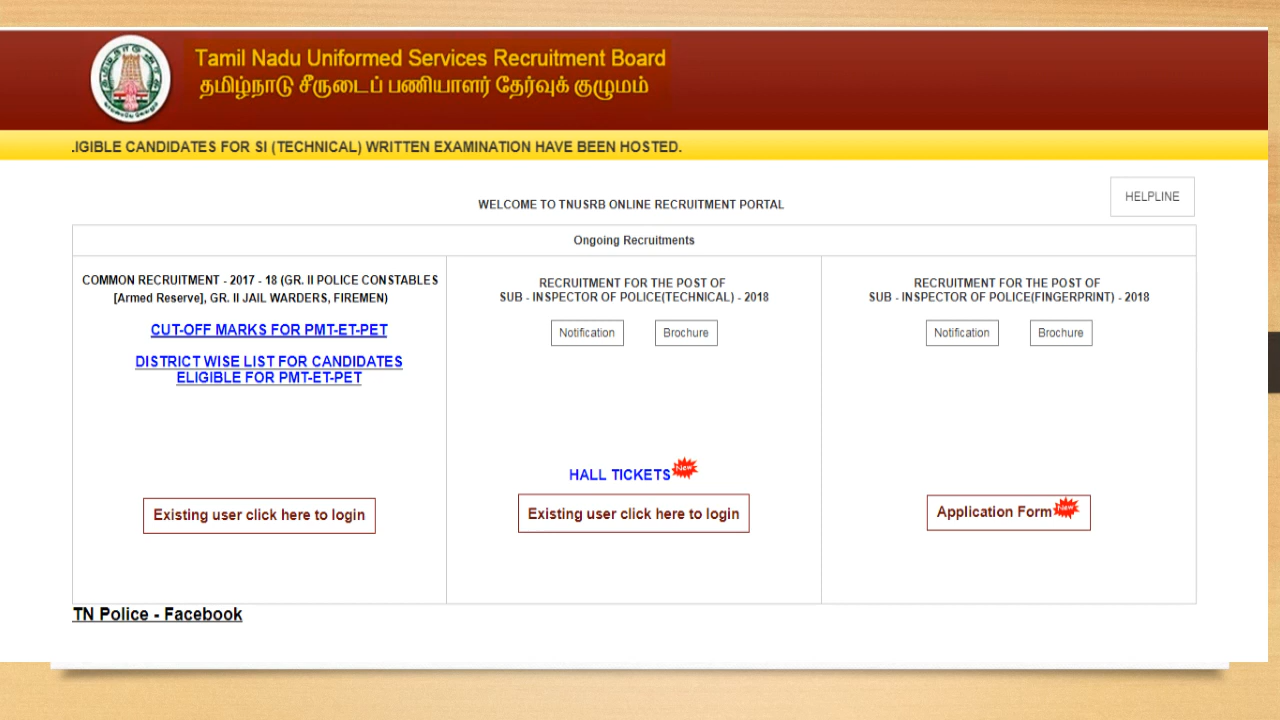 Tamil Nadu Uniformed Services Recruitment Board
தமிழ்நாடு சீருடைப் பணியாளர் தேர்வுக் குழுமம்
.IGIBLE CANDIDATES FOR SI (TECHNICAL) WRITTEN EXAMINATION HAVE BEEN HOSTED.
HELPLINE
WELCOME TO TNUSRB ONLINE RECRUITMENT PORTAL
Ongoing Recruitments
COMMON RECRUITMENT - 2017 - 18 (GR. II POLICE CONSTABLES
[Armed Reserve], GR. II JAIL WARDERS, FIREMEN)
CUT-OFF MARKS FOR PMT-ET-PET
DISTRICT WISE LIST FOR CANDIDATES
ELIGIBLE FOR PMT-ET-PET
Existing user click here to login
RECRUITMENT FOR THE POST OF
SUB - INSPECTOR OF POLICE(TECHNICAL) - 2018
Notification Brochure
HALL TICKETS New
Existing user click here to login
RECRUITMENT FOR THE POST OF
SUB - INSPECTOR OF POLICE(FINGERPRINT) - 2018
Notification Brochure
Application Form New
TN Police - Facebook